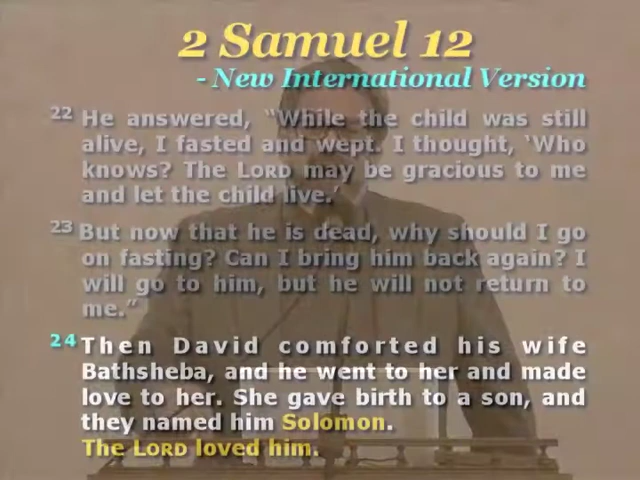 2 Samuel 12
- New International Version
22 He answered, "While the child was still
alive, I fasted and wept. I thought, 'Who
knows? The LORD may be gracious to me
and let the child live.'
23 But now that he is dead, why should I go
on fasting? Can I bring him back again? I
will go to him, but he will not return to
me."
24 Then David comforted his wife
Bathsheba, and he went to her and made
love to her. She gave birth to a son, and
they named him Solomon.
The LORD loved him.